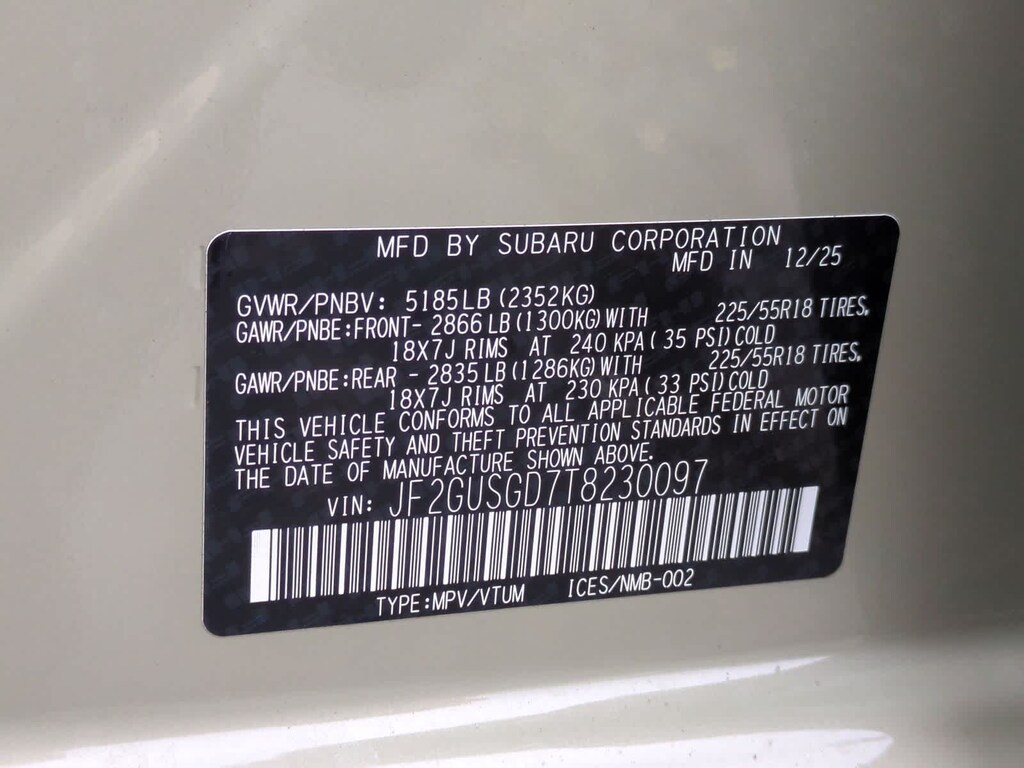 MFD BY SUBARU CORPORATION
MFD IN 12/25
GVWR/PNBV: 5185LB(2352KG)
GAWR/PNBE:FRONT- 2866 LB(1300KG)WITH 225/55R18 TIRES,
18X7J RIMS AT 240 KPA( 35 PSI)COLD
GAWR/PNBE:REAR - 2835 LB(1286KG)WITH 225/55R18 TIRES,
18X7J RIMS AT 230 KPA( 33 PSI)COLD
THIS VEHICLE CONFORMS TO ALL APPLICABLE FEDERAL MOTOR
VEHICLE SAFETY AND THEFT PREVENTION STANDARDS IN EFFECT ON
THE DATE OF MANUFACTURE SHOWN ABOVE.
VIN: JF2GUSGD7T8230097
TYPE:MPV/VTUM ICES/NMB-002